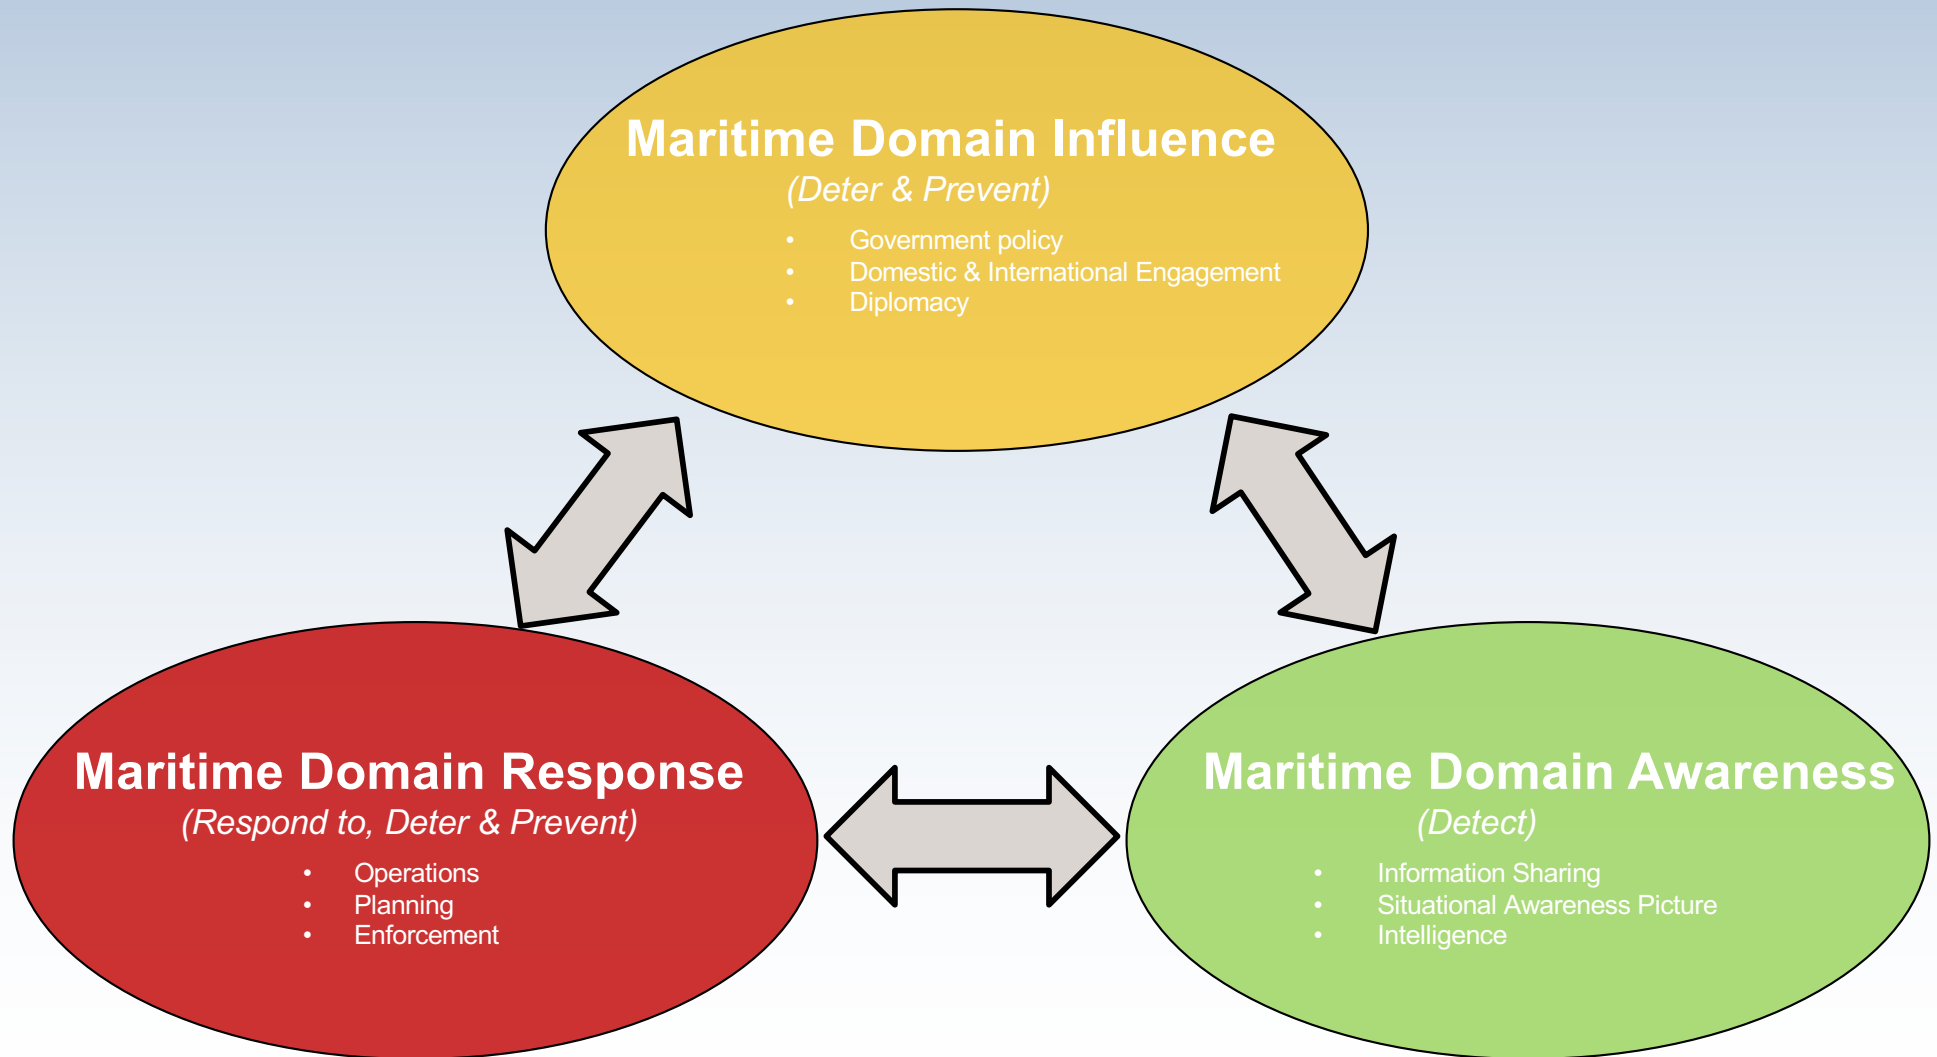 Maritime Domain Influence
(Deter & Prevent)
• Government policy
• Domestic & International Engagement
• Diplomacy
Maritime Domain Response
(Respond to, Deter & Prevent)
• Operations
• Planning
• Enforcement
Maritime Domain Awareness
(Detect)
• Information Sharing
• Situational Awareness Picture
• Intelligence